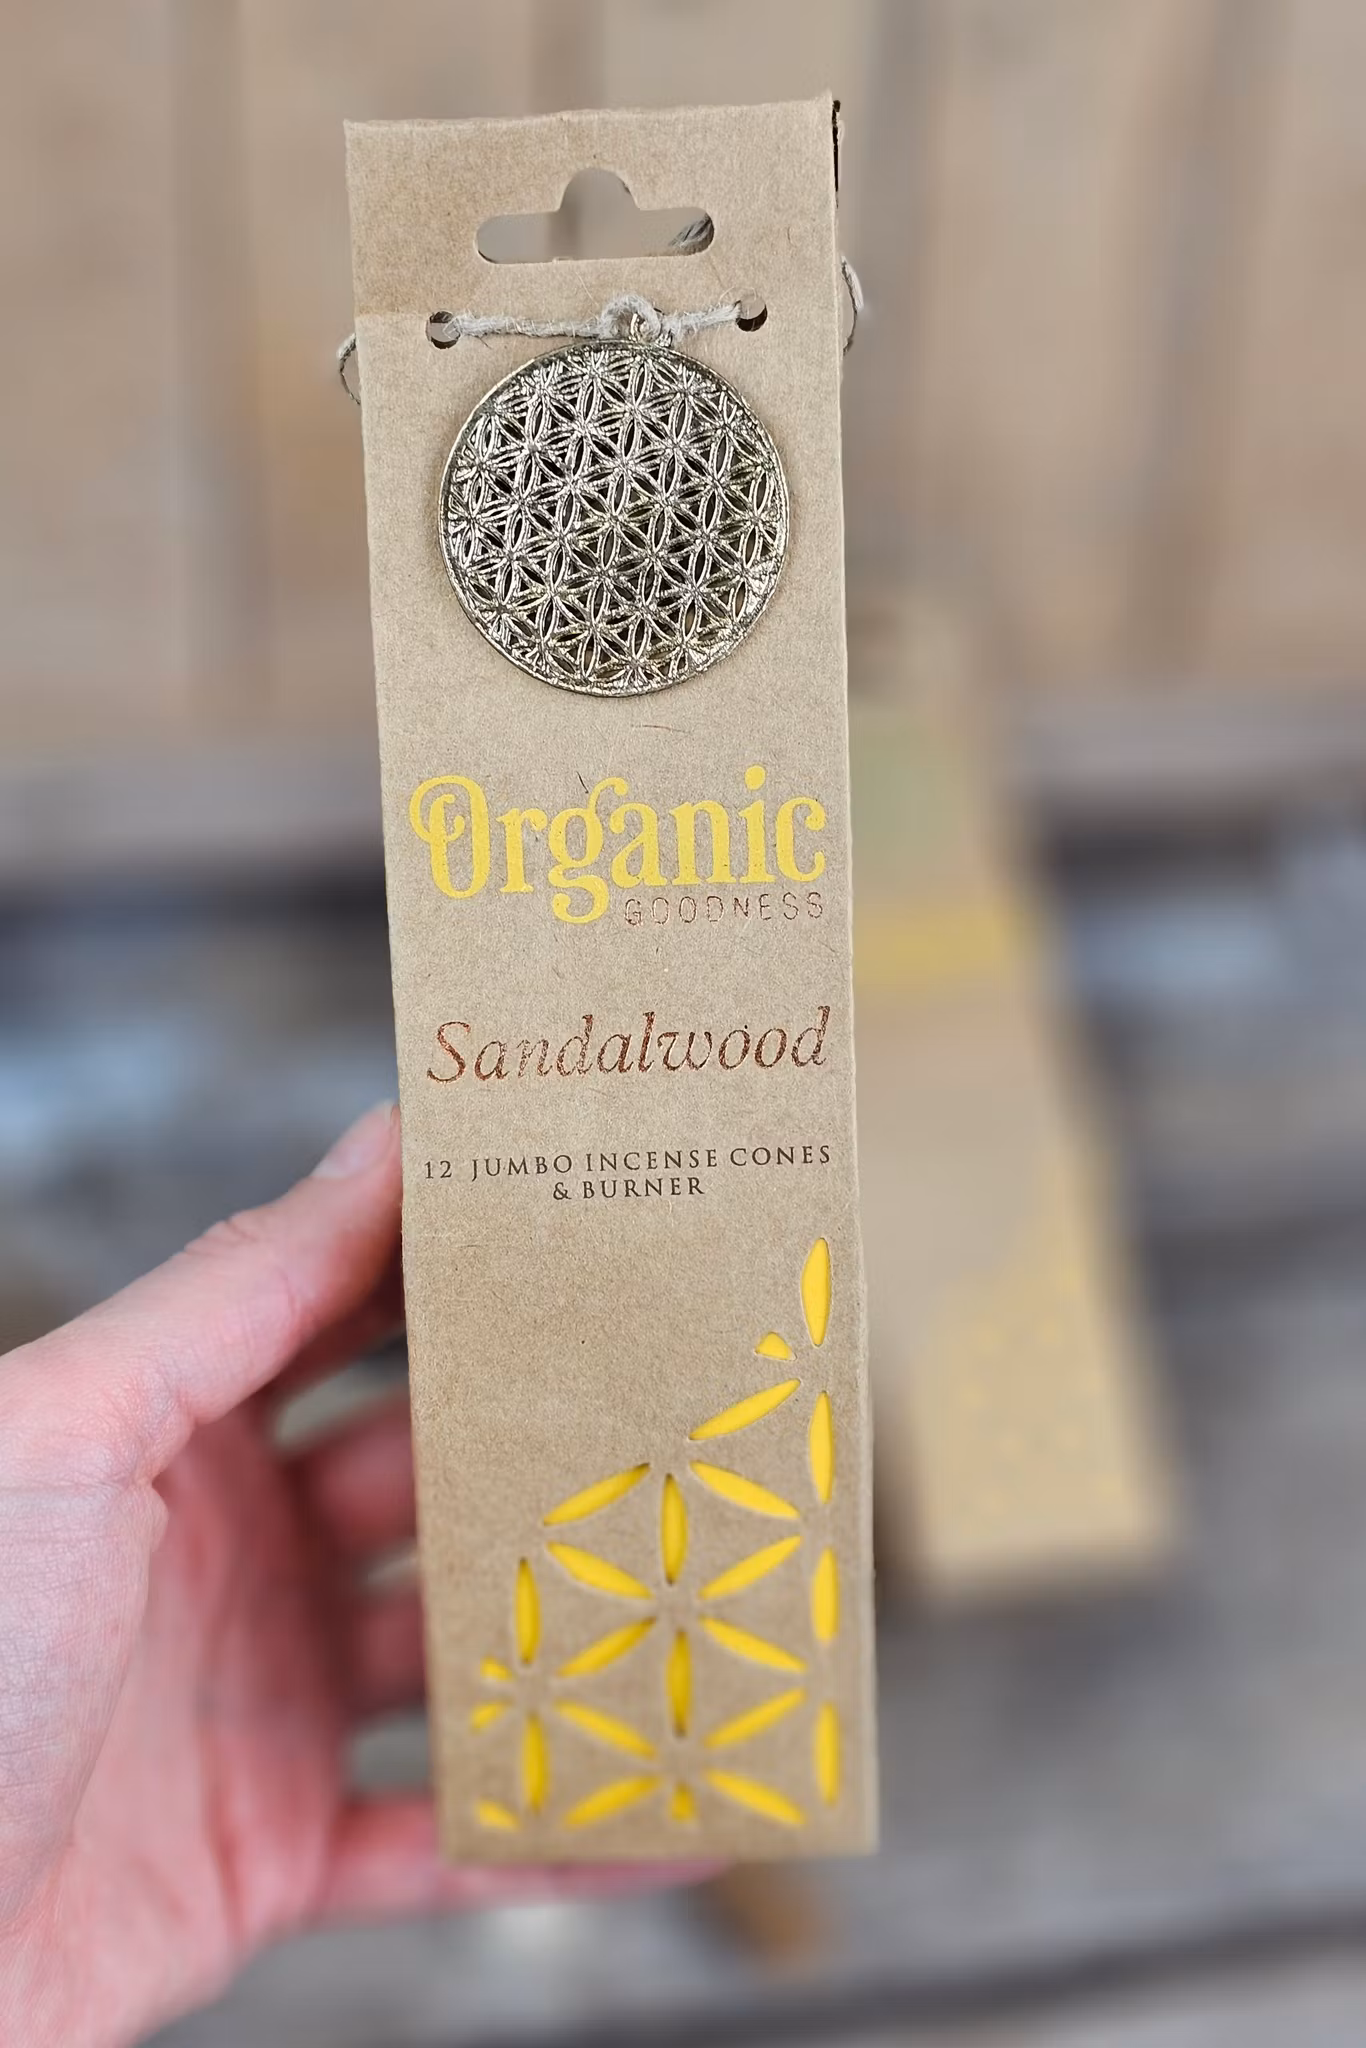 Organic
GOODNESS
Sandalwood
12 JUMBO INCENSE CONES
& BURNER